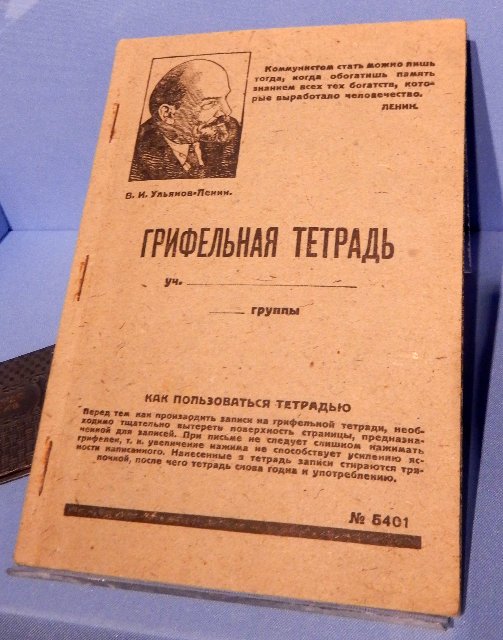 Коммунистом стать можно лишь
тогда, когда обогатишь память
знанием всех тех богатств, кото-
рые выработало человечество.
ЛЕНИН.
В. И. Ульянов-Ленин.
ГРИФЕЛЬНАЯ ТЕТРАДЬ
уч.
группы
КАК ПОЛЬЗОВАТЬСЯ ТЕТРАДЬЮ
Перед тем как производить записи на грифельной тетради, необ-
ходимо тщательно вытереть поверхность страницы, предназна-
ченной для записей. При письме не следует слишком нажимать
грифелек, т. к. увеличение нажима не способствует усилению яс-
ности написанного. Нанесенные в тетрадь записи стираются тря-
почкой, после чего тетрадь снова годна к употреблению.
№ 5401